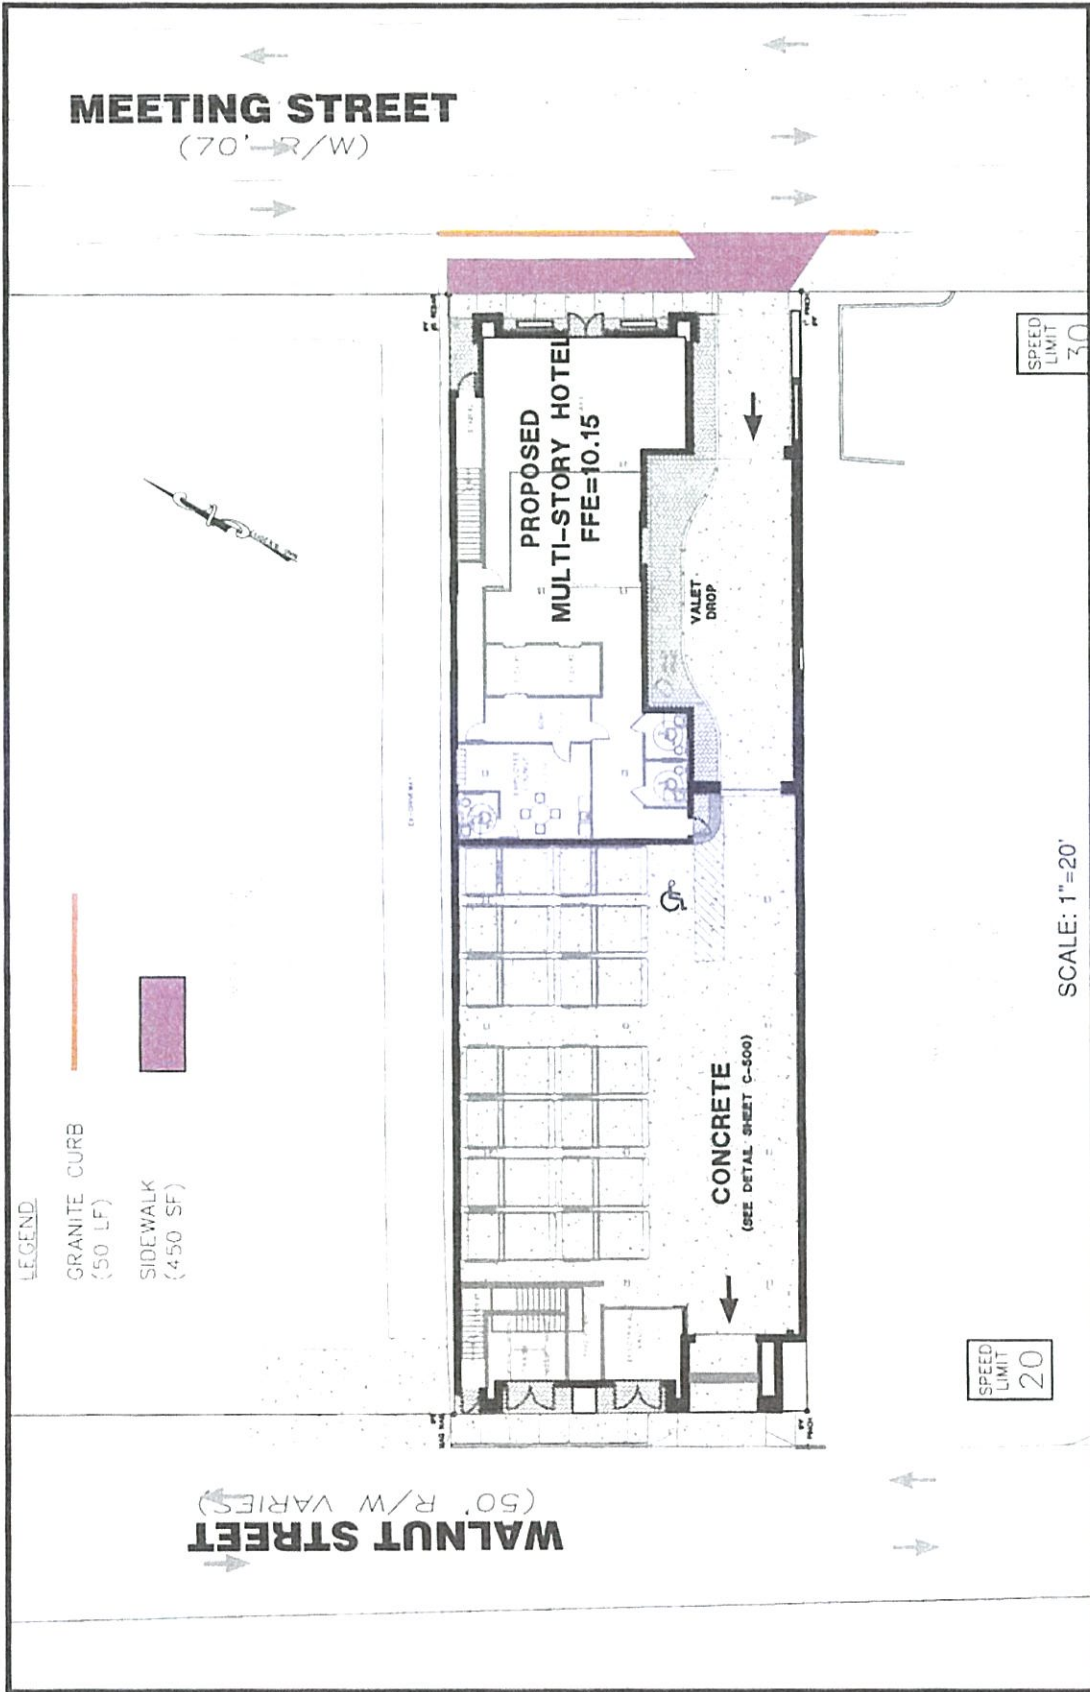 MEETING STREET
(70' R/W)
SPEED
LIMIT
30
PROPOSED
MULTI-STORY HOTEL
FFE=10.15
VALET
DROP
CONCRETE
(SEE DETAIL SHEET C-500)
LEGEND
GRANITE CURB
(50 LF)
SIDEWALK
(450 SF)
SCALE: 1"=20'
SPEED
LIMIT
20
WALNUT STREET
(50' R/W VARIES)